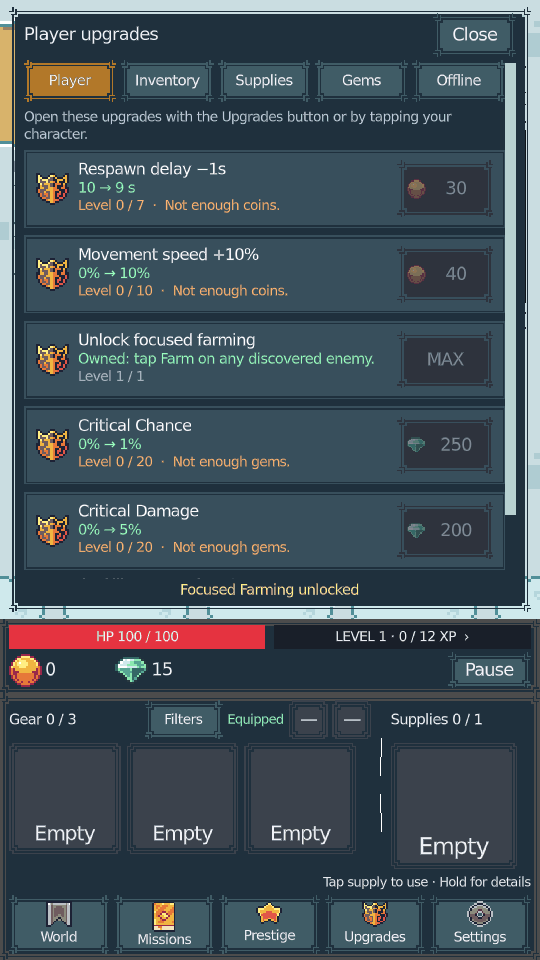 Player upgrades
Close
Player
Inventory
Supplies
Gems
Offline
Open these upgrades with the Upgrades button or by tapping your
character.
Respawn delay −1s
10 → 9 s
Level 0 / 7  ·  Not enough coins.
30
Movement speed +10%
0% → 10%
Level 0 / 10  ·  Not enough coins.
40
Unlock focused farming
Owned: tap Farm on any discovered enemy.
Level 1 / 1
MAX
Critical Chance
0% → 1%
Level 0 / 20  ·  Not enough gems.
250
Critical Damage
0% → 5%
Level 0 / 20  ·  Not enough gems.
200
Focused Farming unlocked
HP 100 / 100
LEVEL 1 · 0 / 12 XP  ›
0
15
Pause
Gear 0 / 3
Filters
Equipped
—
—
Supplies 0 / 1
Empty
Empty
Empty
Empty
Tap supply to use · Hold for details
World
Missions
Prestige
Upgrades
Settings